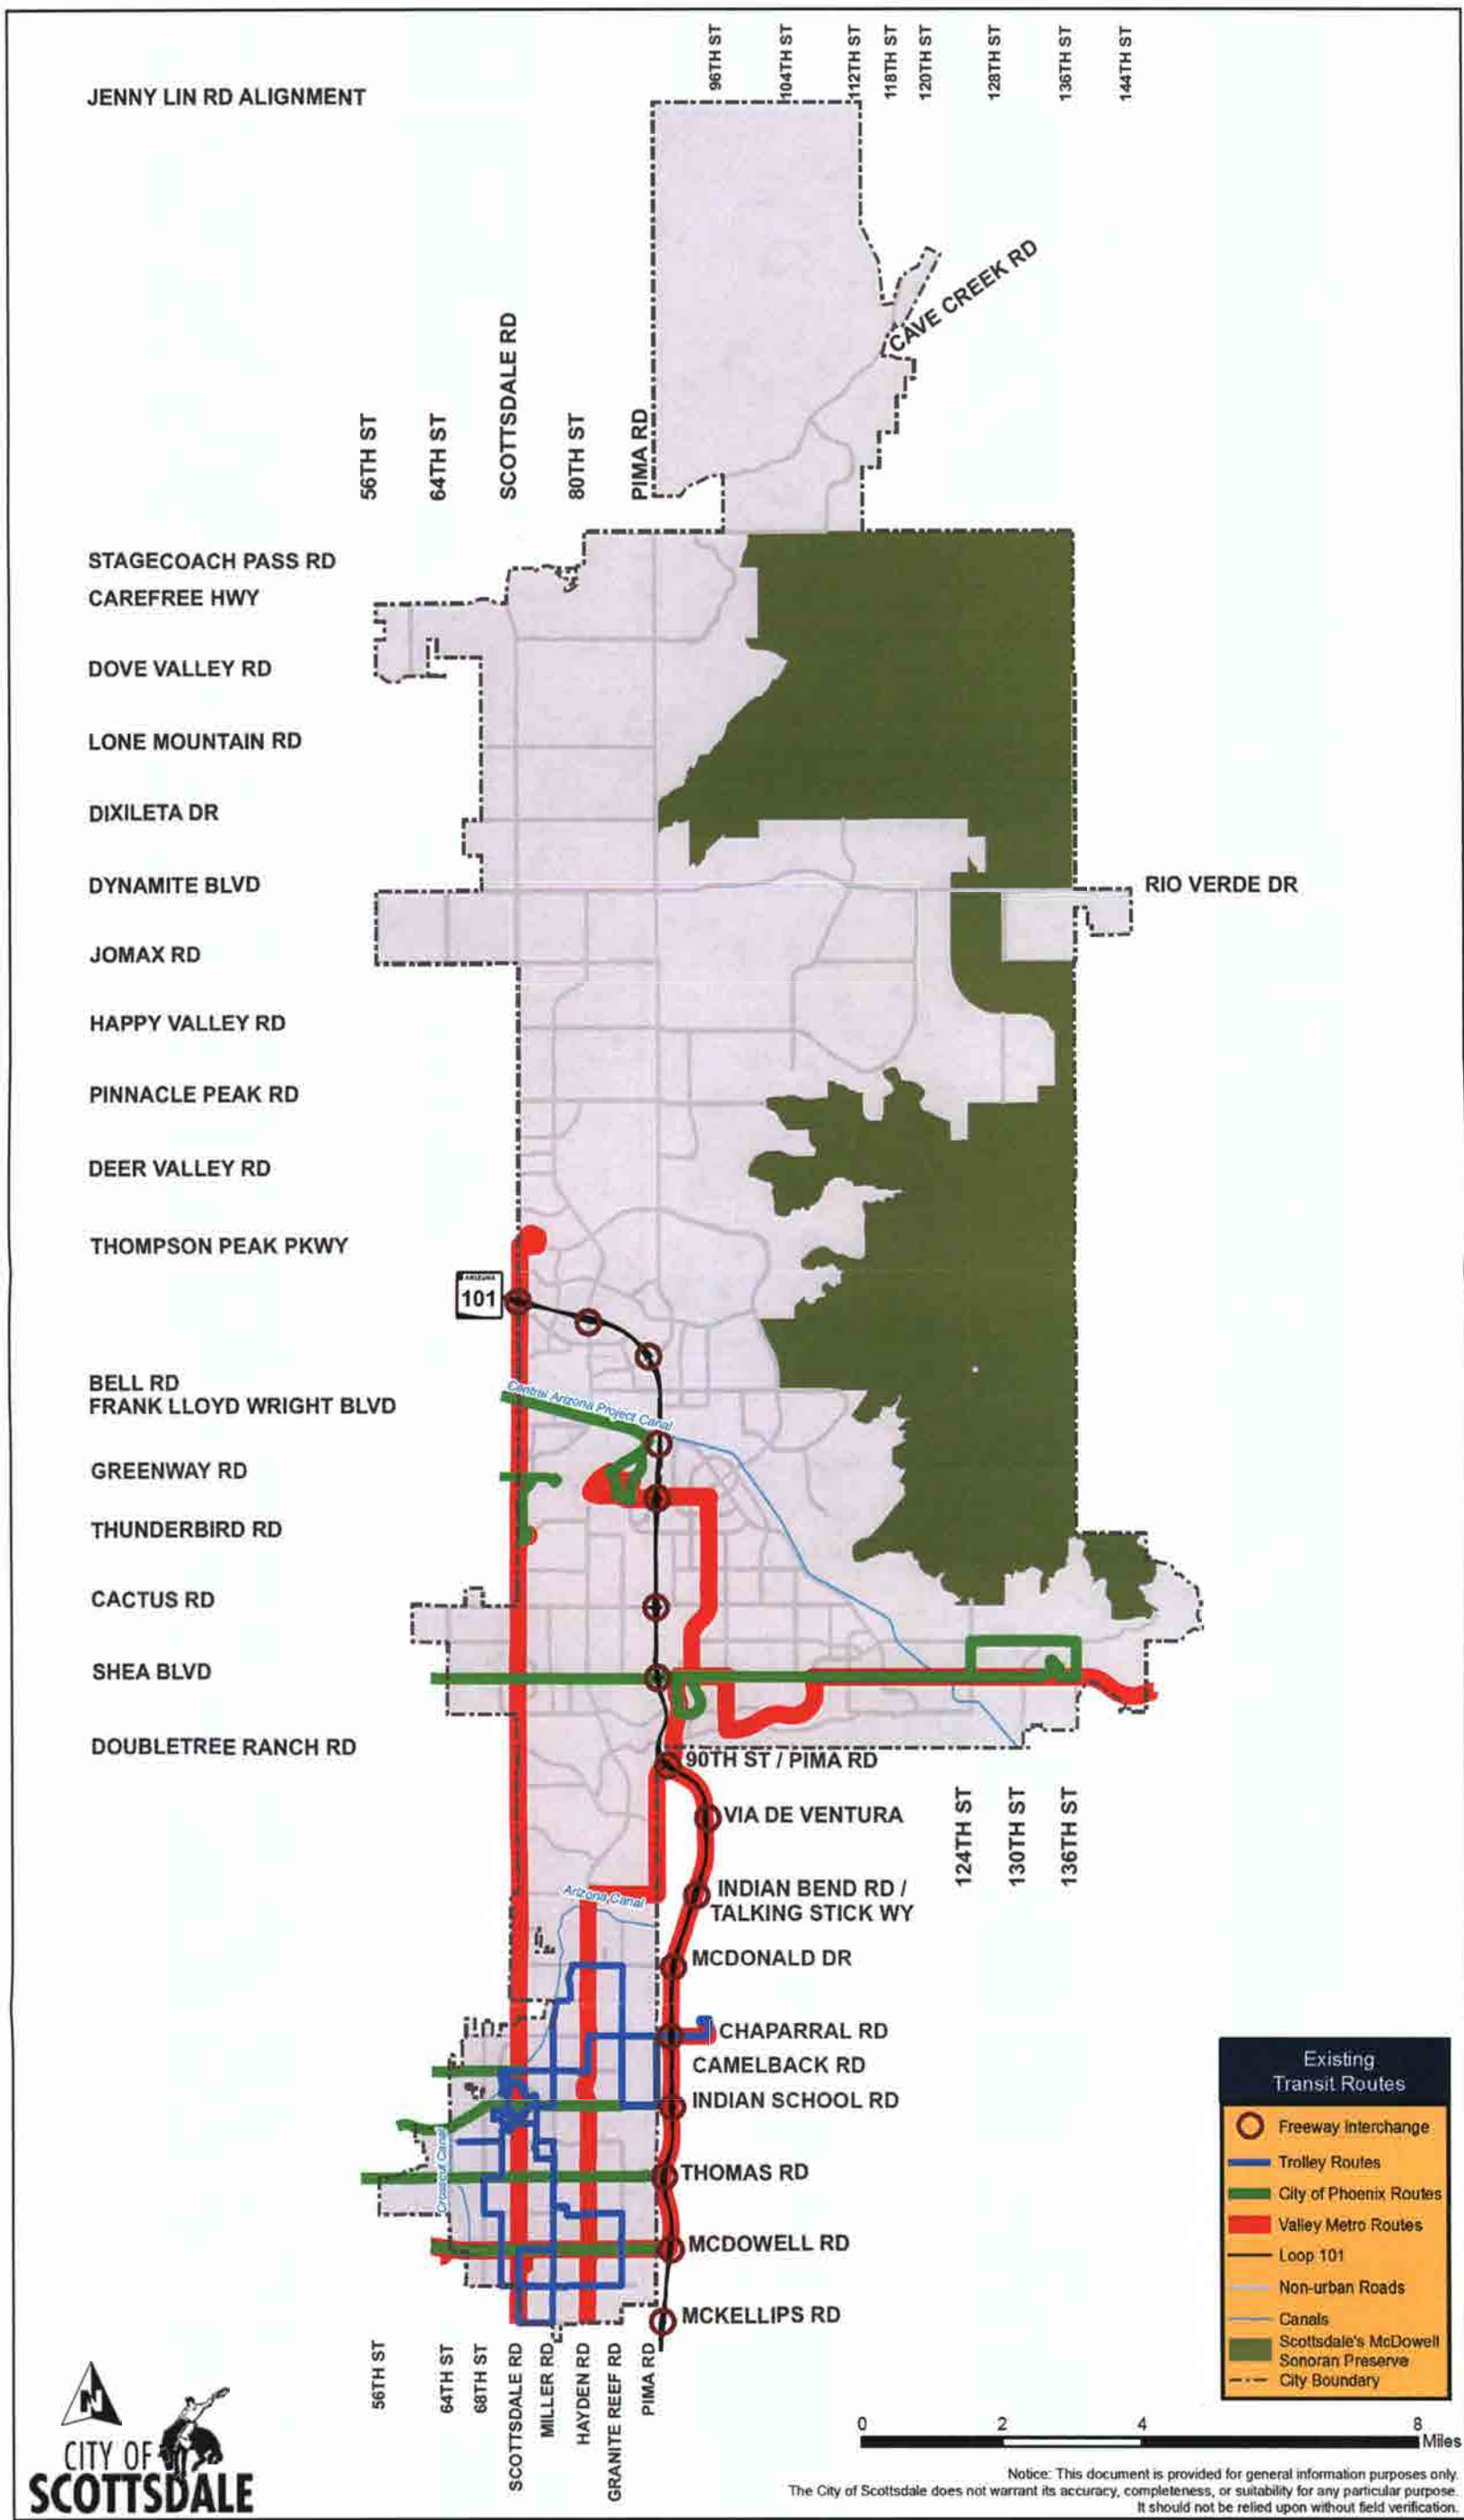 96TH ST
104TH ST
112TH ST
118TH ST
120TH ST
128TH ST
136TH ST
144TH ST
JENNY LIN RD ALIGNMENT
CAVE CREEK RD
56TH ST
64TH ST
SCOTTSDALE RD
80TH ST
PIMA RD
STAGECOACH PASS RD
CAREFREE HWY
DOVE VALLEY RD
LONE MOUNTAIN RD
DIXILETA DR
DYNAMITE BLVD
RIO VERDE DR
JOMAX RD
HAPPY VALLEY RD
PINNACLE PEAK RD
DEER VALLEY RD
THOMPSON PEAK PKWY
ARIZONA
101
BELL RD
FRANK LLOYD WRIGHT BLVD
Central Arizona Project Canal
GREENWAY RD
THUNDERBIRD RD
CACTUS RD
SHEA BLVD
DOUBLETREE RANCH RD
90TH ST / PIMA RD
VIA DE VENTURA
124TH ST
130TH ST
136TH ST
INDIAN BEND RD /
TALKING STICK WY
Arizona Canal
MCDONALD DR
CHAPARRAL RD
CAMELBACK RD
INDIAN SCHOOL RD
Crosscut Canal
THOMAS RD
MCDOWELL RD
MCKELLIPS RD
56TH ST
64TH ST
68TH ST
SCOTTSDALE RD
MILLER RD
HAYDEN RD
GRANITE REEF RD
PIMA RD
Existing
Transit Routes
Freeway Interchange
Trolley Routes
City of Phoenix Routes
Valley Metro Routes
Loop 101
Non-urban Roads
Canals
Scottsdale's McDowell
Sonoran Preserve
City Boundary
N
CITY OF
SCOTTSDALE
0 2 4 8
Miles
Notice: This document is provided for general information purposes only.
The City of Scottsdale does not warrant its accuracy, completeness, or suitability for any particular purpose.
It should not be relied upon without field verification.